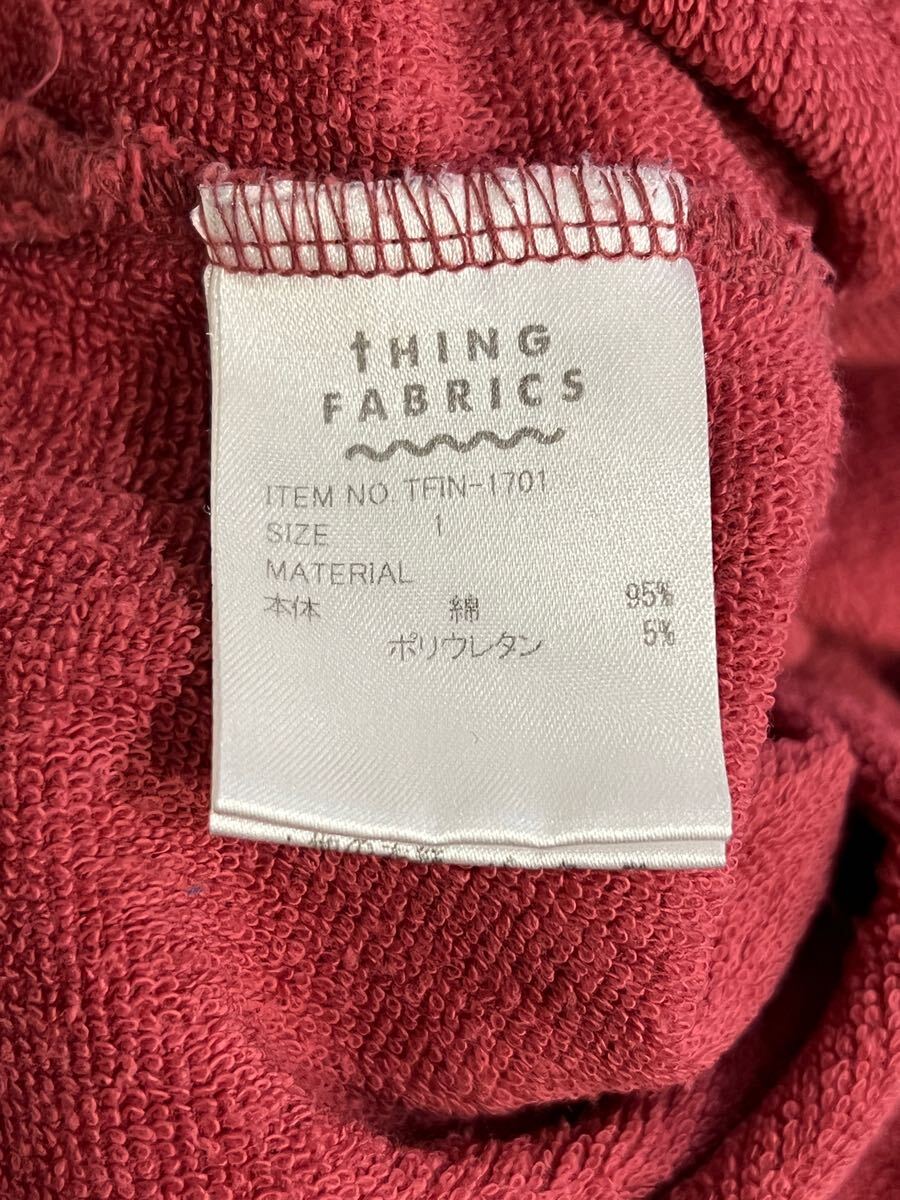 tHING
FABRICS
ITEM NO. TFIN-1701
SIZE 1
MATERIAL
本体 綿 95%
ポリウレタン 5%